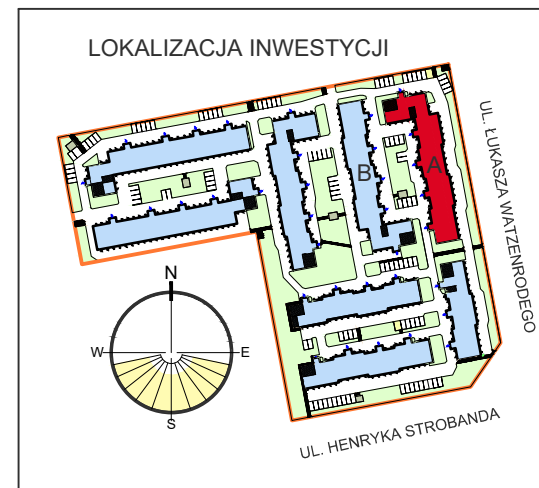 LOKALIZACJA INWESTYCJI
A
B
UL. ŁUKASZA WATZENRODEGO
N
W
E
S
UL. HENRYKA STROBANDA